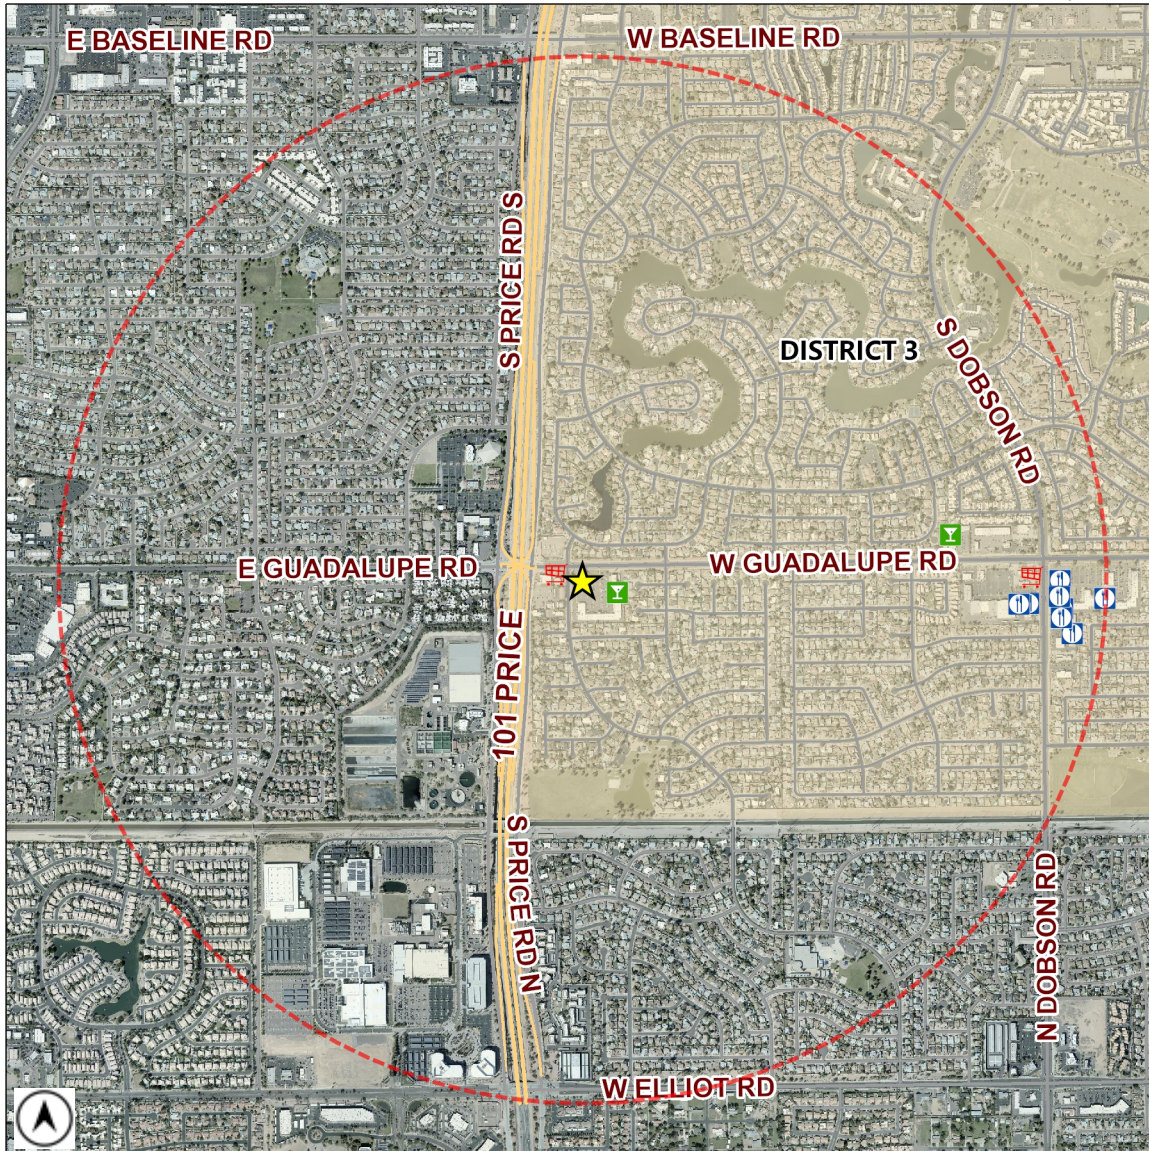 E BASELINE RD
W BASELINE RD
S PRICE RD S
DISTRICT 3
S DOBSON RD
E GUADALUPE RD
W GUADALUPE RD
101 PRICE
S PRICE RD N
N DOBSON RD
W ELLIOT RD